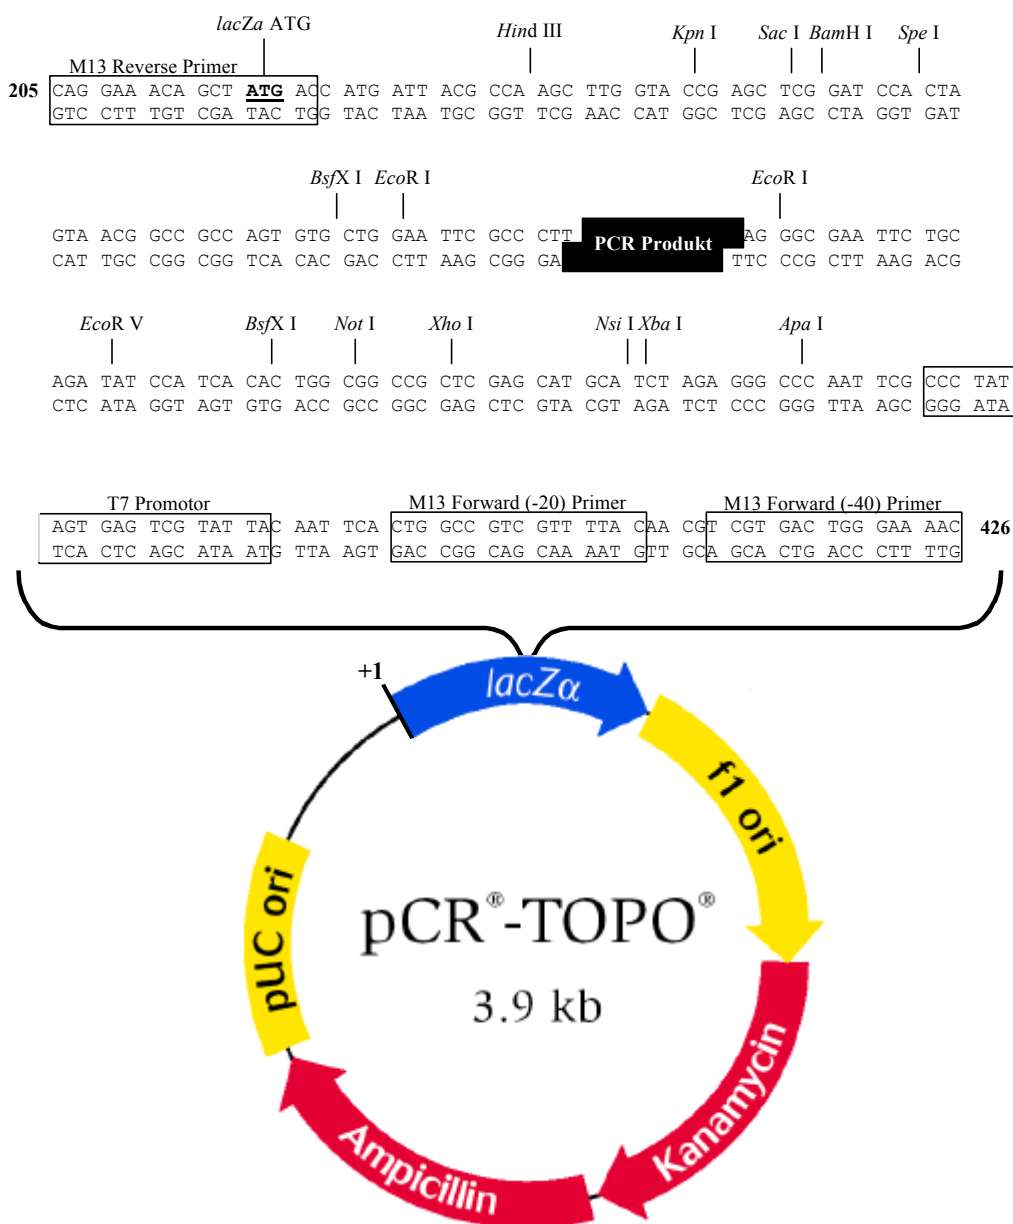 lacZa ATG
HindIII KpnI SacI BamHI SpeI
M13 Reverse Primer
205 CAG GAA ACA GCT ATG ACC ATG ATT ACG CCA AGC TTG GTA CCG AGC TCG GAT CCA CTA
GTC CTT TGT CGA TAC TGG TAC TAA TGC GGT TCG AAC CAT GGC TCG AGC CTA GGT GAT
BsfX I EcoR I EcoR I
GTA ACG GCC GCC AGT GTG CTG GAA TTC GCC CTT PCR Produkt AG GGC GAA TTC TGC
CAT TGC CGG CGG TCA CAC GAC CTT AAG CGG GA TTC CCG CTT AAG ACG
EcoR V BsfX I Not I Xho I Nsi I Xba I Apa I
AGA TAT CCA TCA CAC TGG CGG CCG CTC GAG CAT GCA TCT AGA GGG CCC AAT TCG CCC TAT
CTC ATA GGT AGT GTG ACC GCC GGC GAG CTC GTA CGT AGA TCT CCC GGG TTA AGC GGG ATA
T7 Promotor M13 Forward (-20) Primer M13 Forward (-40) Primer
AGT GAG TCG TAT TAC AAT TCA CTG GCC GTC GTT TTA CAA CGT CGT GAC TGG GAA AAC 426
TCA CTC AGC ATA ATG TTA AGT GAC CGG CAG CAA AAT GTT GCA GCA CTG ACC CTT TTG
+1
lacZα
f1 ori
Kanamycin
Ampicillin
pUC ori
pCR®-TOPO®
3.9 kb